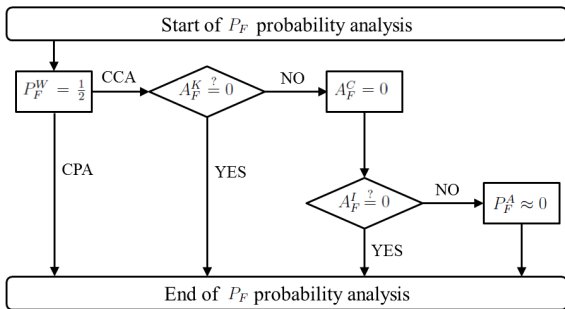 Start of P_F probability analysis
P_F^W = 1/2
CCA
A_F^K ?= 0
NO
A_F^C = 0
CPA
YES
A_F^I ?= 0
NO
P_F^A ≈ 0
YES
End of P_F probability analysis